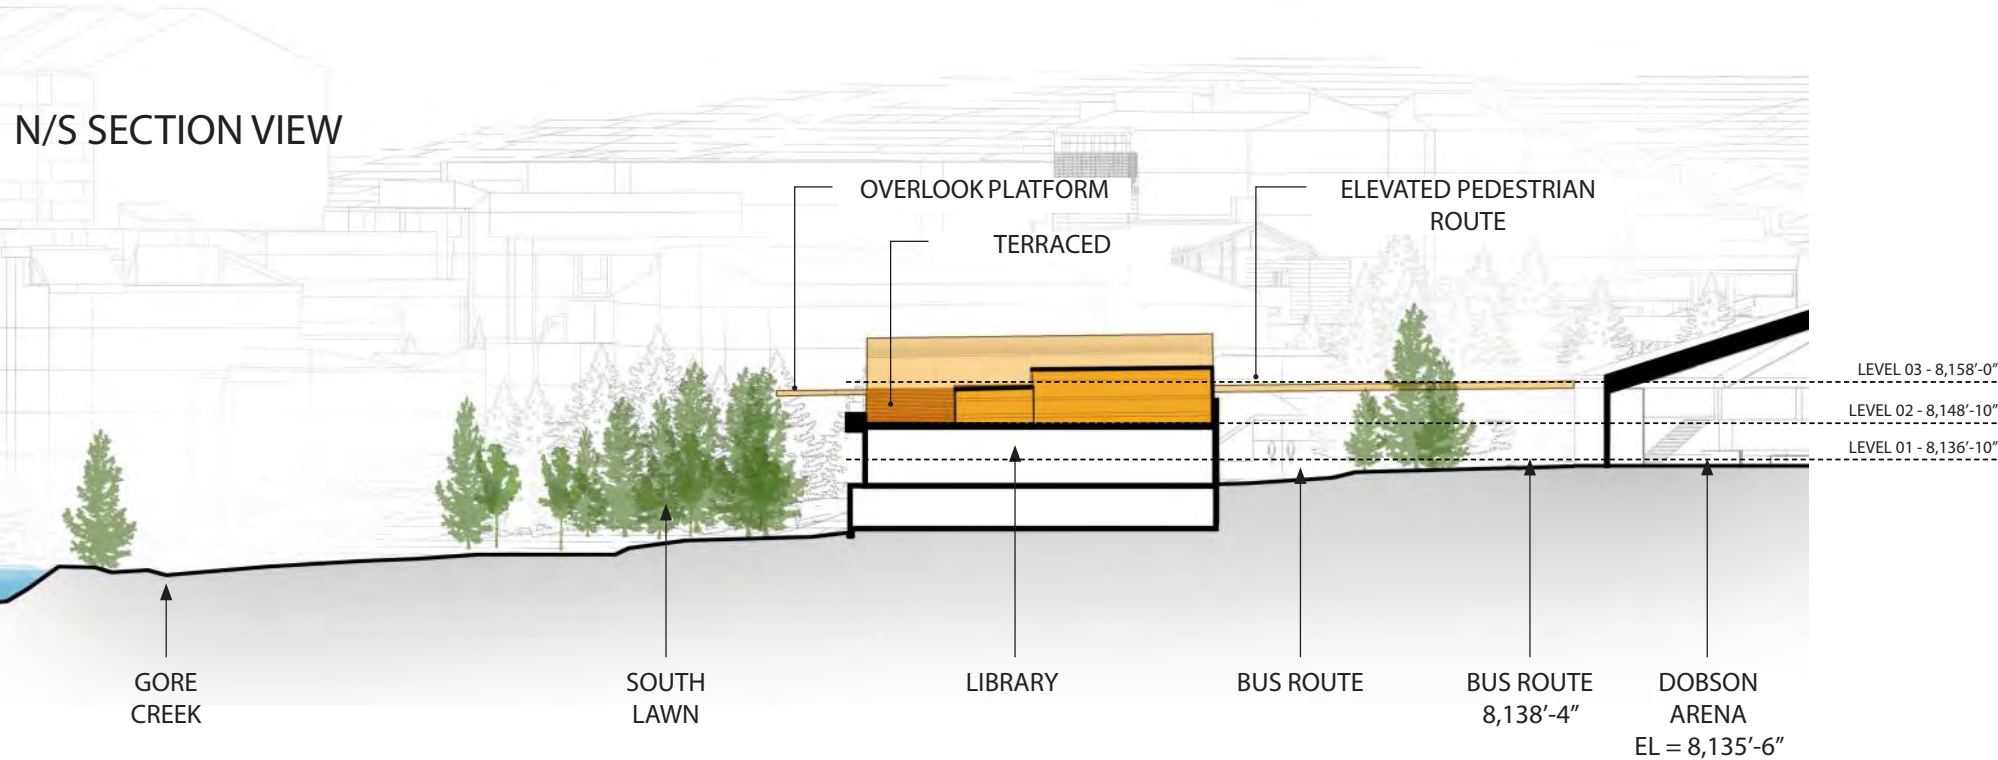 N/S SECTION VIEW
OVERLOOK PLATFORM
TERRACED
ELEVATED PEDESTRIAN
ROUTE
LEVEL 03 - 8,158’-0”
LEVEL 02 - 8,148’-10”
LEVEL 01 - 8,136’-10”
GORE
CREEK
SOUTH
LAWN
LIBRARY
BUS ROUTE
BUS ROUTE
8,138’-4”
DOBSON
ARENA
EL = 8,135’-6”